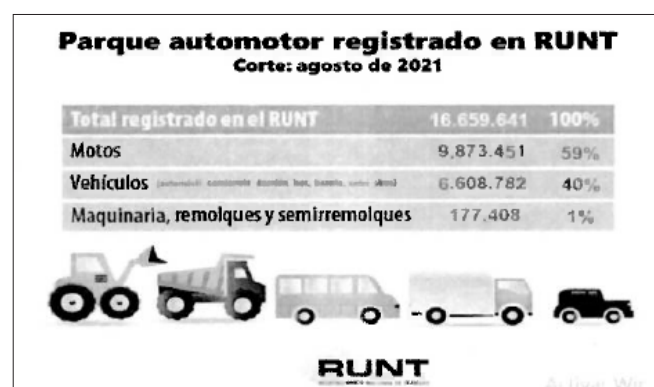 Parque automotor registrado en RUNT
Corte: agosto de 2021
Total registrado en el RUNT 16.659.641 100%
Motos 9,873.451 59%
Vehículos 6.608.782 40%
Maquinaria, remolques y semirremolques 177.408 1%
RUNT